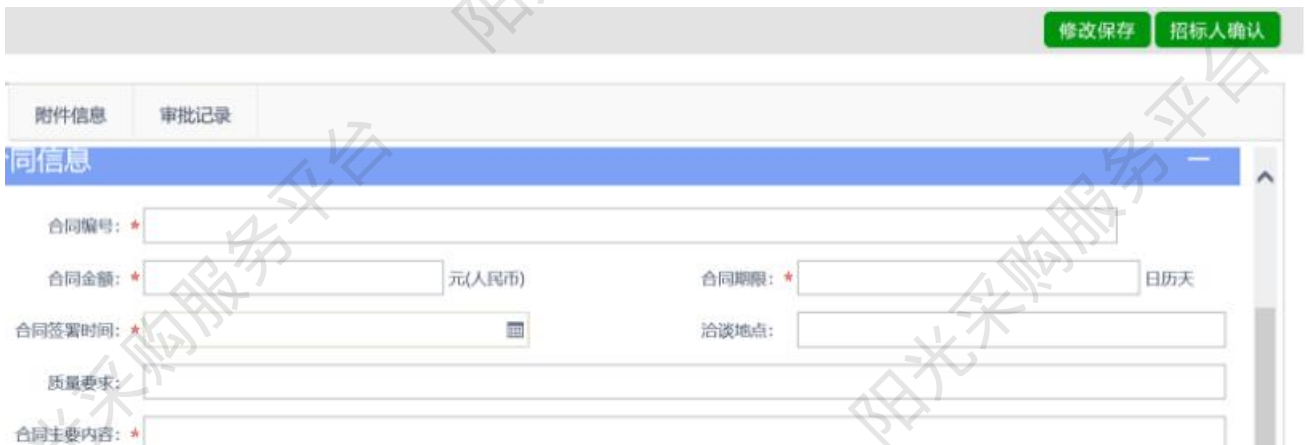 修改保存 招标人确认
附件信息 审批记录
同信息
合同编号: *
合同金额: * 元(人民币) 合同期限: * 日历天
合同签署时间: * 洽谈地点:
质量要求:
合同主要内容: *
阳光采购服务平台
阳光采购服务平台